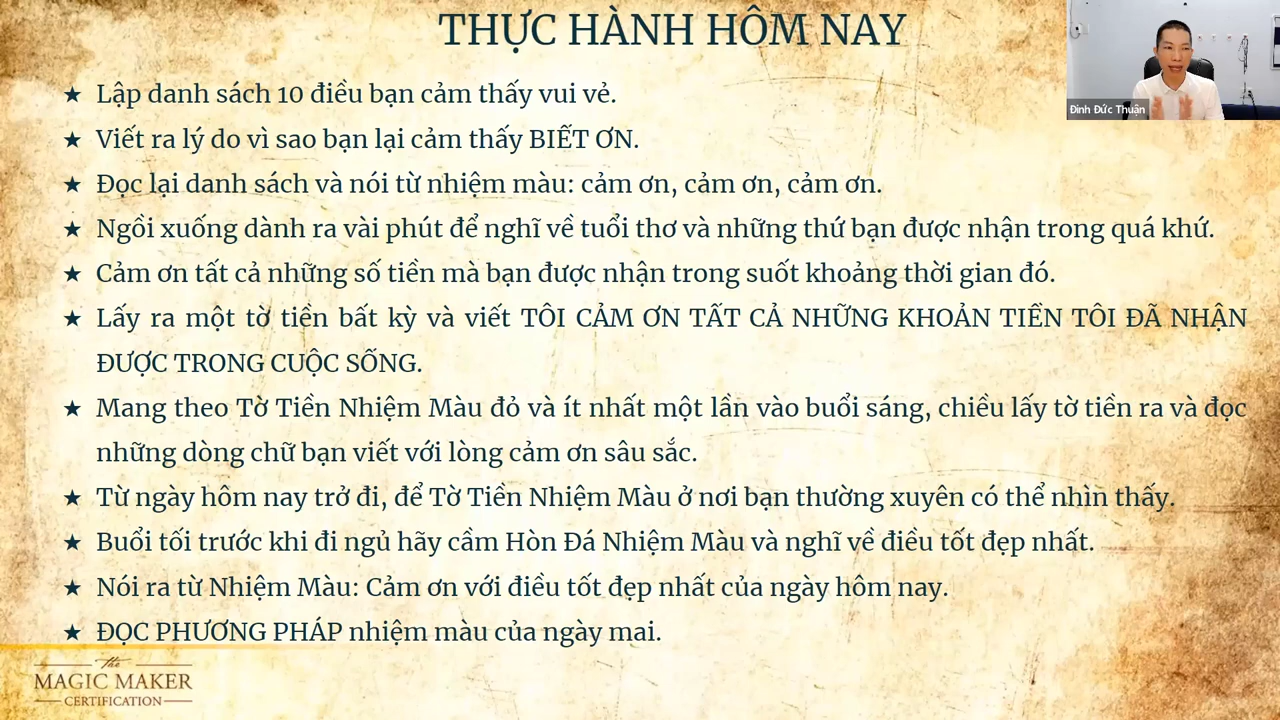 THỰC HÀNH HÔM NAY
Đinh Đức Thuận
★ Lập danh sách 10 điều bạn cảm thấy vui vẻ.
★ Viết ra lý do vì sao bạn lại cảm thấy BIẾT ƠN.
★ Đọc lại danh sách và nói từ nhiệm màu: cảm ơn, cảm ơn, cảm ơn.
★ Ngồi xuống dành ra vài phút để nghĩ về tuổi thơ và những thứ bạn được nhận trong quá khứ.
★ Cảm ơn tất cả những số tiền mà bạn được nhận trong suốt khoảng thời gian đó.
★ Lấy ra một tờ tiền bất kỳ và viết TÔI CẢM ƠN TẤT CẢ NHỮNG KHOẢN TIỀN TÔI ĐÃ NHẬN
ĐƯỢC TRONG CUỘC SỐNG.
★ Mang theo Tờ Tiền Nhiệm Màu đỏ và ít nhất một lần vào buổi sáng, chiều lấy tờ tiền ra và đọc
những dòng chữ bạn viết với lòng cảm ơn sâu sắc.
★ Từ ngày hôm nay trở đi, để Tờ Tiền Nhiệm Màu ở nơi bạn thường xuyên có thể nhìn thấy.
★ Buổi tối trước khi đi ngủ hãy cầm Hòn Đá Nhiệm Màu và nghĩ về điều tốt đẹp nhất.
★ Nói ra từ Nhiệm Màu: Cảm ơn với điều tốt đẹp nhất của ngày hôm nay.
★ ĐỌC PHƯƠNG PHÁP nhiệm màu của ngày mai.
The
MAGIC MAKER
CERTIFICATION